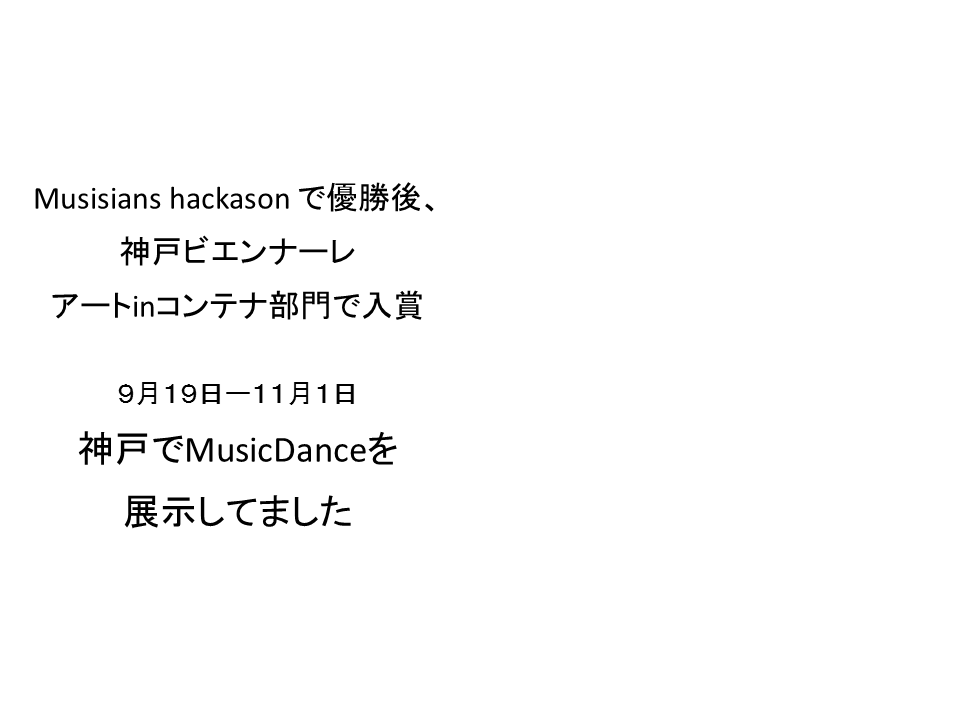 Musisians hackason で優勝後、
神戸ビエンナーレ
アートinコンテナ部門で入賞
９月１９日－１１月１日
神戸でMusicDanceを
展示してました